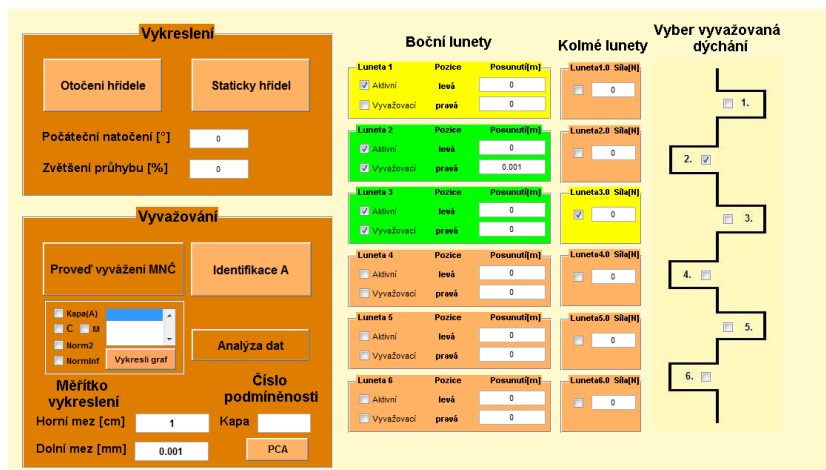 Vykreslení
Otočení hřídele
Staticky hřídel
Počáteční natočení [°]
0
Zvětšení průhybu [%]
0
Vyvažování
Proveď vyvážení MNČ
Identifikace A
Kapa(A)
C M
Norm2
NormInf
Vykresli graf
Analýza dat
Měřítko
vykreslení
Číslo
podmíněnosti
Horní mez [cm] 1
Kapa
Dolní mez [mm] 0.001
PCA
Boční lunety
Luneta 1 Pozice Posunutí[m]
Aktivní levá 0
Vyvažovací pravá 0
Luneta 2 Pozice Posunutí[m]
Aktivní levá 0
Vyvažovací pravá 0.001
Luneta 3 Pozice Posunutí[m]
Aktivní levá 0
Vyvažovací pravá 0
Luneta 4 Pozice Posunutí[m]
Aktivní levá 0
Vyvažovací pravá 0
Luneta 5 Pozice Posunutí[m]
Aktivní levá 0
Vyvažovací pravá 0
Luneta 6 Pozice Posunutí[m]
Aktivní levá 0
Vyvažovací pravá 0
Kolmé lunety
Luneta1.0 Síla[N]
0
Luneta2.0 Síla[N]
0
Luneta3.0 Síla[N]
0
Luneta4.0 Síla[N]
0
Luneta5.0 Síla[N]
0
Luneta6.0 Síla[N]
0
Vyber vyvažovaná
dýchání
1.
2.
3.
4.
5.
6.